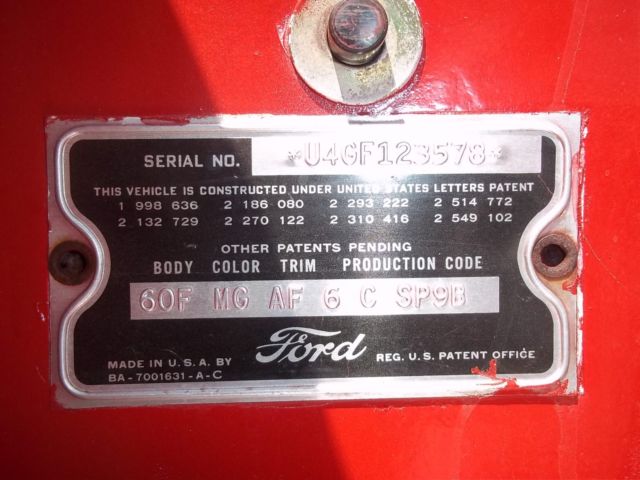 SERIAL NO. *U4GF123578*
THIS VEHICLE IS CONSTRUCTED UNDER UNITED STATES LETTERS PATENT
1 998 636 2 186 080 2 293 222 2 514 772
2 132 729 2 270 122 2 310 416 2 549 102
OTHER PATENTS PENDING
BODY COLOR TRIM PRODUCTION CODE
60F MG AF 6 C SP9B
MADE IN U.S.A. BY Ford REG. U.S. PATENT OFFICE
BA-7001631-A-C